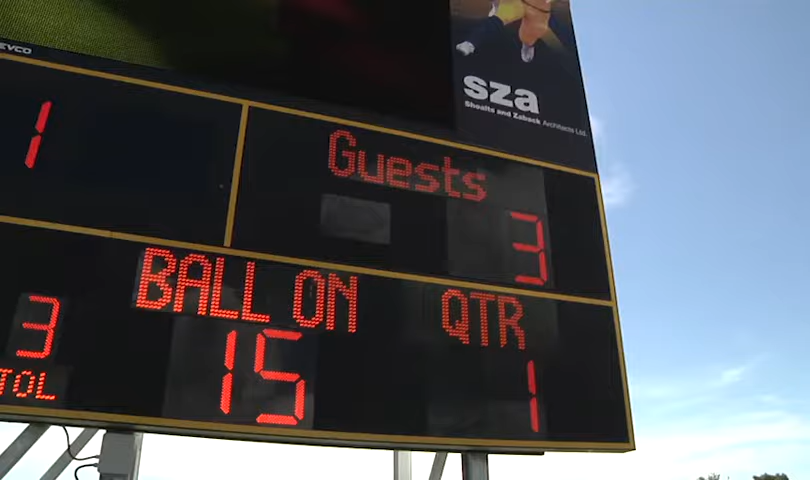 EVCO
sza
Shoalts and Zaback Architects Ltd.
1
Guests
3
BALL ON
QTR
3
15
1
TOL